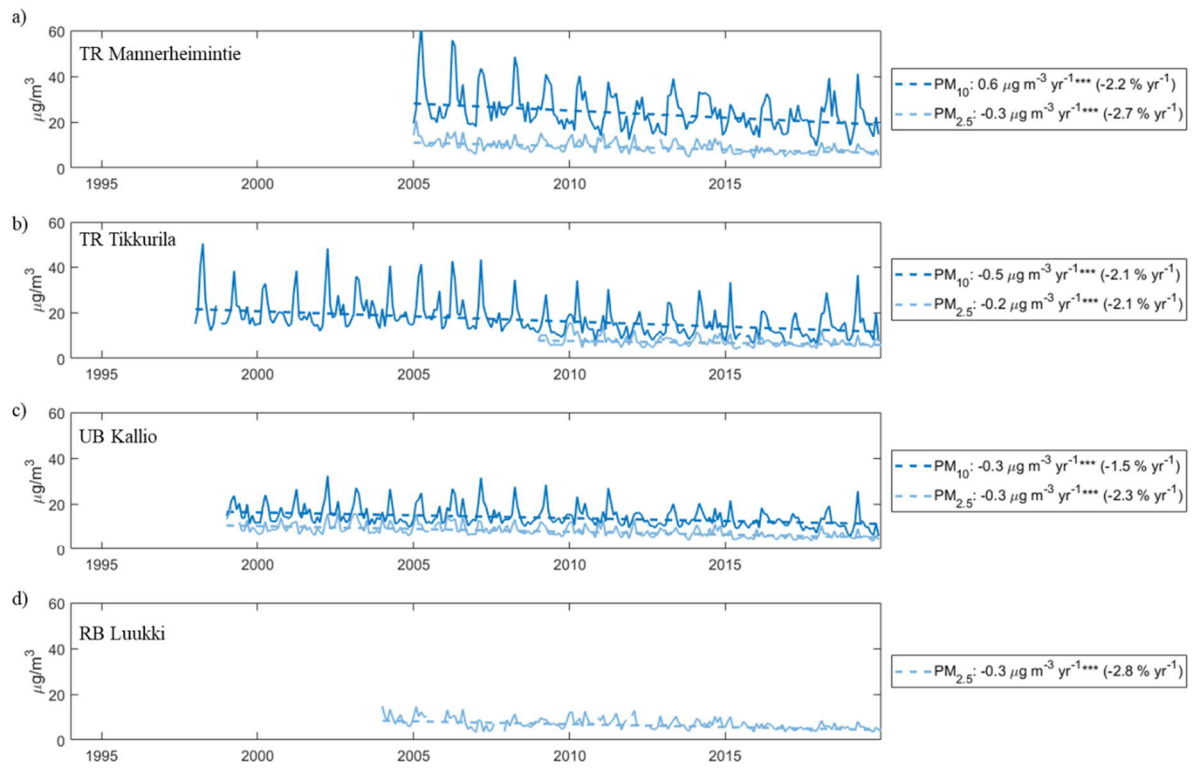 a)
TR Mannerheimintie
60
40
20
0
μg/m³
1995 2000 2005 2010 2015
PM₁₀: 0.6 μg m⁻³ yr⁻¹*** (-2.2 % yr⁻¹)
PM₂.₅: -0.3 μg m⁻³ yr⁻¹*** (-2.7 % yr⁻¹)
b)
TR Tikkurila
60
40
20
0
μg/m³
1995 2000 2005 2010 2015
PM₁₀: -0.5 μg m⁻³ yr⁻¹*** (-2.1 % yr⁻¹)
PM₂.₅: -0.2 μg m⁻³ yr⁻¹*** (-2.1 % yr⁻¹)
c)
UB Kallio
60
40
20
0
μg/m³
1995 2000 2005 2010 2015
PM₁₀: -0.3 μg m⁻³ yr⁻¹*** (-1.5 % yr⁻¹)
PM₂.₅: -0.3 μg m⁻³ yr⁻¹*** (-2.3 % yr⁻¹)
d)
RB Luukki
60
40
20
0
μg/m³
1995 2000 2005 2010 2015
PM₂.₅: -0.3 μg m⁻³ yr⁻¹*** (-2.8 % yr⁻¹)